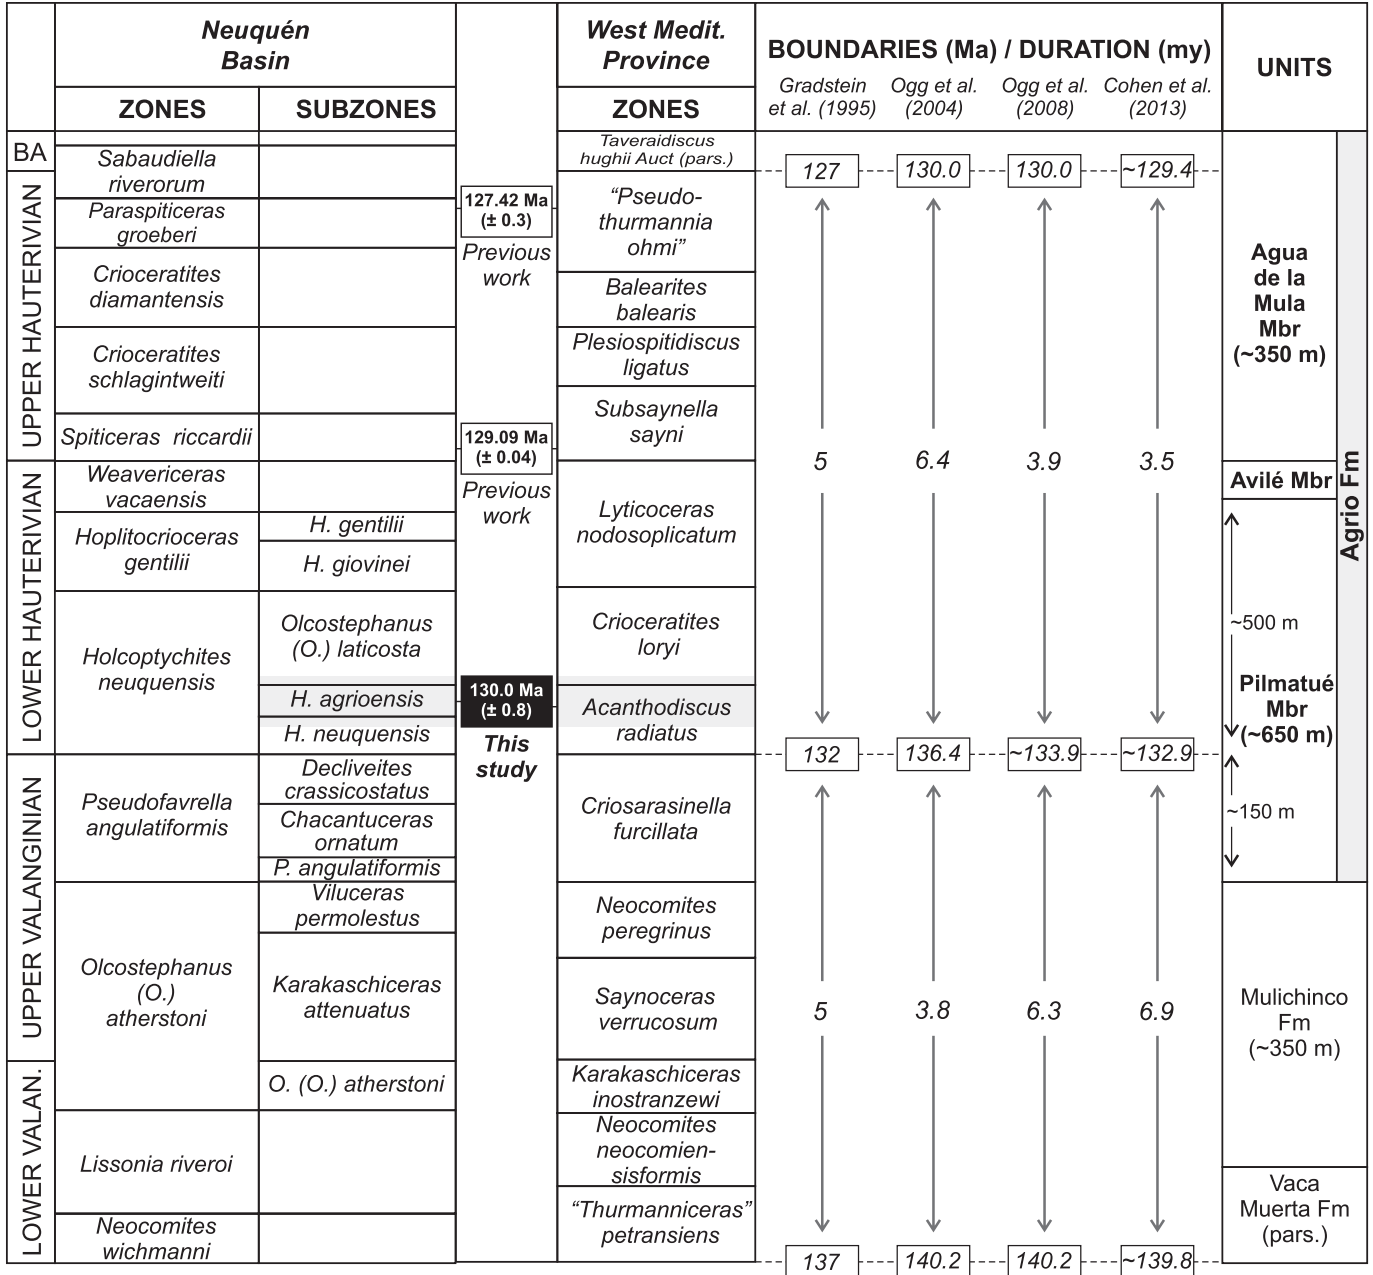 Neuquén
Basin
West Medit.
Province
BOUNDARIES (Ma) / DURATION (my)
UNITS
Gradstein
et al. (1995)
Ogg et al.
(2004)
Ogg et al.
(2008)
Cohen et al.
(2013)
ZONES
SUBZONES
ZONES
BA
UPPER HAUTERIVIAN
LOWER HAUTERIVIAN
UPPER VALANGINIAN
LOWER VALAN.
Sabaudiella
riverorum
Paraspiticeras
groeberi
Crioceratites
diamantensis
Crioceratites
schlagintweiti
Spiticeras riccardii
Weavericeras
vacaensis
Hoplitocrioceras
gentilii
Holcoptychites
neuquensis
Pseudofavrella
angulatiformis
Olcostephanus
(O.)
atherstoni
Lissonia riveroi
Neocomites
wichmanni
H. gentilii
H. giovinei
Olcostephanus
(O.) laticosta
H. agrioensis
H. neuquensis
Decliveites
crassicostatus
Chacantuceras
ornatum
P. angulatiformis
Viluceras
permolestus
Karakaschiceras
attenuatus
O. (O.) atherstoni
127.42 Ma
(± 0.3)
Previous
work
129.09 Ma
(± 0.04)
Previous
work
130.0 Ma
(± 0.8)
This
study
Taveraidiscus
hughii Auct (pars.)
“Pseudo-
thurmannia
ohmi”
Balearites
balearis
Plesiospitidiscus
ligatus
Subsaynella
sayni
Lyticoceras
nodosoplicatum
Crioceratites
loryi
Acanthodiscus
radiatus
Criosarasinella
furcillata
Neocomites
peregrinus
Saynoceras
verrucosum
Karakaschiceras
inostranzewi
Neocomites
neocomien-
sisformis
“Thurmanniceras”
petransiens
127
130.0
130.0
~129.4
5
6.4
3.9
3.5
132
136.4
~133.9
~132.9
5
3.8
6.3
6.9
137
140.2
140.2
~139.8
Agua
de la
Mula
Mbr
(~350 m)
Avilé Mbr
~500 m
Pilmatué
Mbr
(~650 m)
~150 m
Agrio Fm
Mulichinco
Fm
(~350 m)
Vaca
Muerta Fm
(pars.)